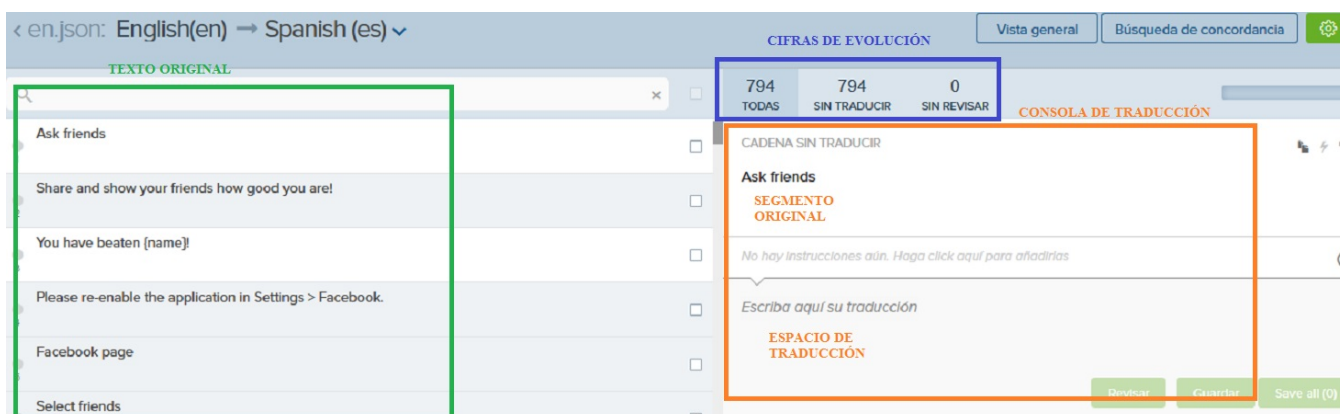 < en.json: English(en) → Spanish (es)
Vista general
Búsqueda de concordancia
CIFRAS DE EVOLUCIÓN
TEXTO ORIGINAL
794 794 0
TODAS SIN TRADUCIR SIN REVISAR
CONSOLA DE TRADUCCIÓN
Ask friends
Share and show your friends how good you are!
You have beaten {name}!
Please re-enable the application in Settings > Facebook.
Facebook page
Select friends
CADENA SIN TRADUCIR
Ask friends
SEGMENTO
ORIGINAL
No hay instrucciones aún. Haga click aquí para añadirlas
Escriba aquí su traducción
ESPACIO DE
TRADUCCIÓN
Revisar Guardar Save all (0)